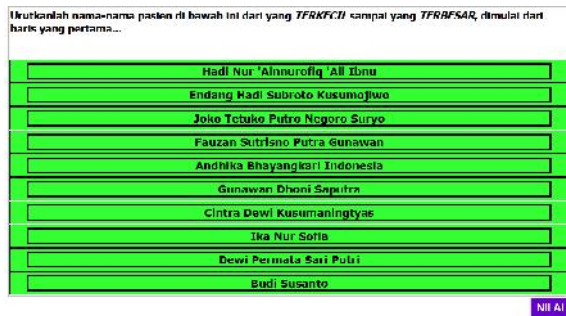 Urutkanlah nama-nama pasien di bawah ini dari yang TERKECIL sampai yang TERBESAR, dimulai dari
baris yang pertama...
Hadi Nur 'Ainnurofiq 'Ali Ibnu
Endang Hadi Subroto Kusumojiwo
Joko Tetuko Putro Negoro Suryo
Fauzan Sutrisno Putra Gunawan
Andhika Bhayangkari Indonesia
Gunawan Dhoni Saputra
Cintra Dewi Kusumaningtyas
Ika Nur Sofia
Dewi Permata Sari Putri
Budi Susanto
NILAI